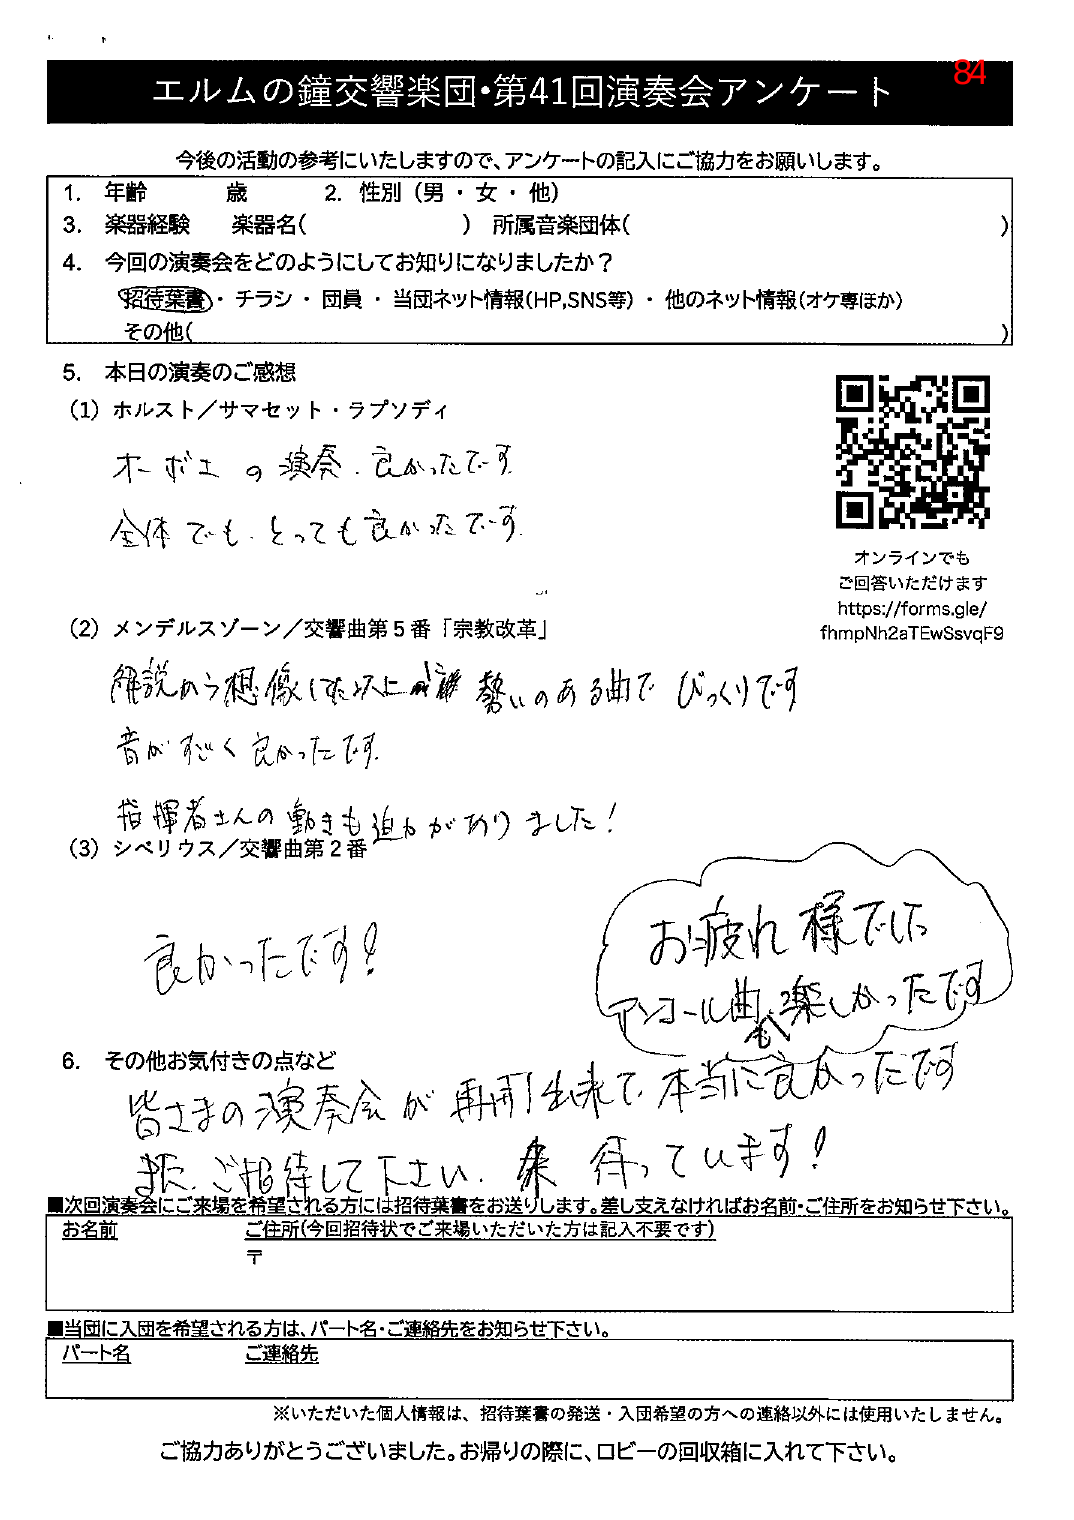 84
エルムの鐘交響楽団・第41回演奏会アンケート
今後の活動の参考にいたしますので、アンケートの記入にご協力をお願いします。
1. 年齢 歳 2. 性別（男 ・ 女 ・ 他）
3. 楽器経験 楽器名( ) 所属音楽団体( )
4. 今回の演奏会をどのようにしてお知りになりましたか？
招待葉書 ・ チラシ ・ 団員 ・ 当団ネット情報(HP,SNS等) ・ 他のネット情報(オケ専ほか)
その他( )
5. 本日の演奏のご感想
（1）ホルスト／サマセット・ラプソディ
オーボエの演奏、良かったです
全体でも、とっても良かったです
オンラインでも
ご回答いただけます
https://forms.gle/
fhmpNh2aTEwSsvqF9
（2）メンデルスゾーン／交響曲第５番「宗教改革」
解説から想像した以上に 勢いのある曲で びっくりです
音がすごく良かったです
指揮者さんの動きも迫力がありました！
（3）シベリウス／交響曲第２番
良かったです！
お疲れ様でした
アンコール曲も楽しかったです
6. その他お気付きの点など
皆さまの演奏会が再開出来て、本当に良かったです
また、ご招待して下さい、 待っています！
■次回演奏会にご来場を希望される方には招待葉書をお送りします。差し支えなければお名前・ご住所をお知らせ下さい。
お名前 ご住所(今回招待状でご来場いただいた方は記入不要です)
〒
■当団に入団を希望される方は、パート名・ご連絡先をお知らせ下さい。
パート名 ご連絡先
※いただいた個人情報は、招待葉書の発送・入団希望の方への連絡以外には使用いたしません。
ご協力ありがとうございました。お帰りの際に、ロビーの回収箱に入れて下さい。